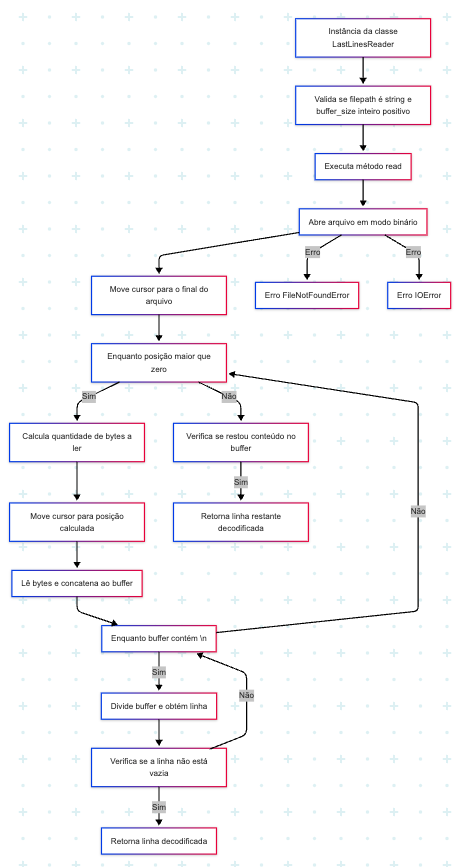 Instância da classe
LastLinesReader
Valida se filepath é string e
buffer_size inteiro positivo
Executa método read
Abre arquivo em modo binário
Erro
Erro
Move cursor para o final do
arquivo
Erro FileNotFoundError
Erro IOError
Enquanto posição maior que
zero
Sim
Não
Calcula quantidade de bytes a
ler
Verifica se restou conteúdo no
buffer
Sim
Move cursor para posição
calculada
Retorna linha restante
decodificada
Não
Lê bytes e concatena ao buffer
Enquanto buffer contém \n
Sim
Não
Divide buffer e obtém linha
Verifica se a linha não está
vazia
Sim
Retorna linha decodificada